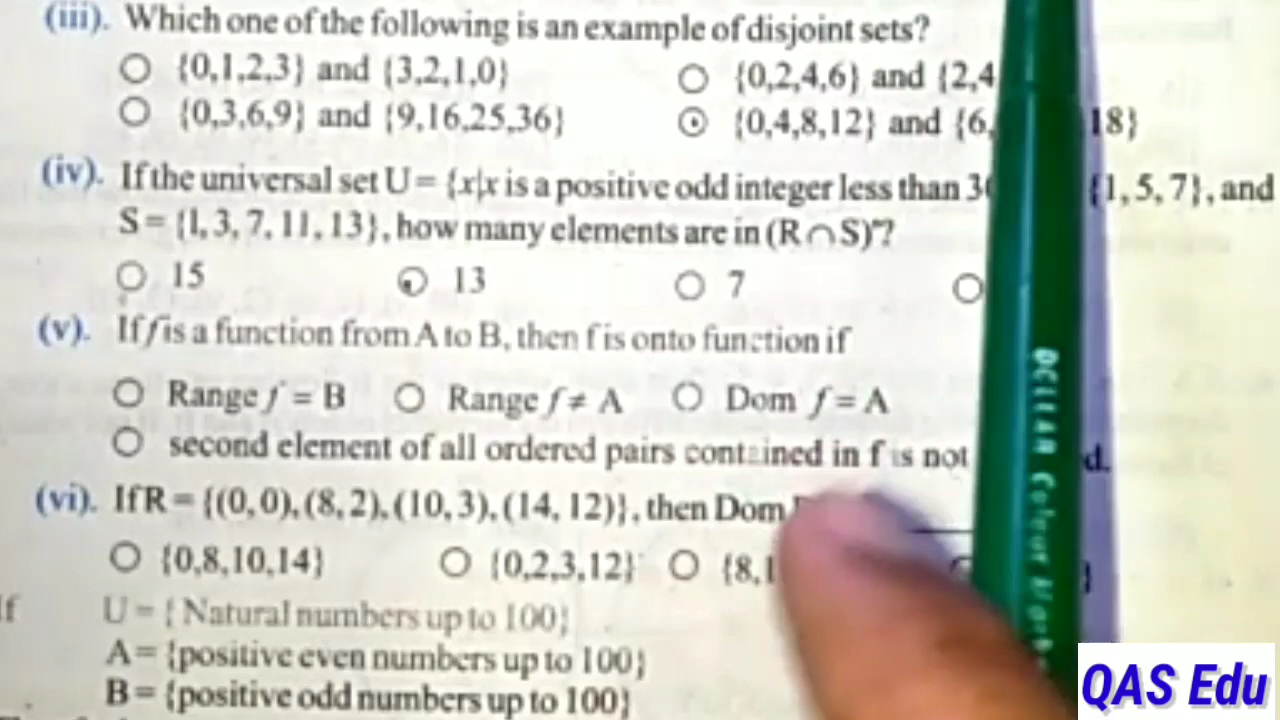 (iii). Which one of the following is an example of disjoint sets?
{0,1,2,3} and {3,2,1,0} {0,2,4,6} and {2,4
{0,3,6,9} and {9,16,25,36} {0,4,8,12} and {6, 18}
(iv). If the universal set U = {x|x is a positive odd integer less than 3 {1, 5, 7}, and
S = {1, 3, 7, 11, 13}, how many elements are in (R∩S)'?
15 13 7
(v). If f is a function from A to B, then f is onto function if
Range f = B Range f ≠ A Dom f = A
second element of all ordered pairs contained in f is not d.
(vi). If R = {(0, 0), (8, 2), (10, 3), (14, 12)}, then Dom
{0,8,10,14} {0,2,3,12} {8,1 }
If U = { Natural numbers up to 100}
A = {positive even numbers up to 100}
B = {positive odd numbers up to 100}
DCLEAR Colour Marke
QAS Edu